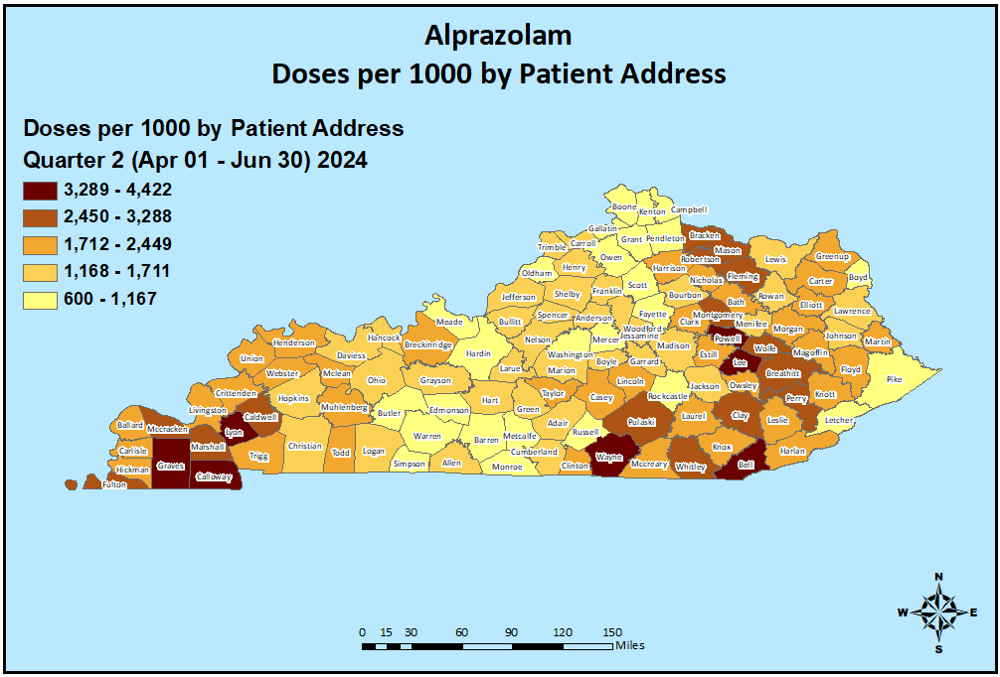 Alprazolam
Doses per 1000 by Patient Address
Doses per 1000 by Patient Address
Quarter 2 (Apr 01 - Jun 30) 2024
3,289 - 4,422
2,450 - 3,288
1,712 - 2,449
1,168 - 1,711
600 - 1,167
Boone
Kenton
Campbell
Gallatin
Grant
Pendleton
Bracken
Trimble
Carroll
Owen
Mason
Robertson
Lewis
Greenup
Oldham
Henry
Harrison
Nicholas
Fleming
Carter
Boyd
Jefferson
Shelby
Franklin
Scott
Bourbon
Bath
Rowan
Elliott
Lawrence
Bullitt
Spencer
Anderson
Woodford
Fayette
Clark
Montgomery
Menifee
Morgan
Meade
Nelson
Mercer
Jessamine
Madison
Powell
Johnson
Martin
Henderson
Hancock
Breckinridge
Hardin
Washington
Estill
Wolfe
Magoffin
Union
Daviess
Larue
Marion
Boyle
Garrard
Lee
Floyd
Webster
Mclean
Ohio
Grayson
Lincoln
Jackson
Owsley
Breathitt
Pike
Crittenden
Hopkins
Muhlenberg
Hart
Taylor
Casey
Rockcastle
Perry
Knott
Livingston
Caldwell
Butler
Edmonson
Green
Adair
Pulaski
Laurel
Clay
Leslie
Letcher
Ballard
Mccracken
Lyon
Warren
Barren
Metcalfe
Russell
Carlisle
Marshall
Trigg
Christian
Todd
Logan
Cumberland
Wayne
Knox
Harlan
Hickman
Graves
Calloway
Simpson
Allen
Monroe
Clinton
Mccreary
Whitley
Bell
Fulton
N
W
E
S
0 15 30 60 90 120 150
Miles